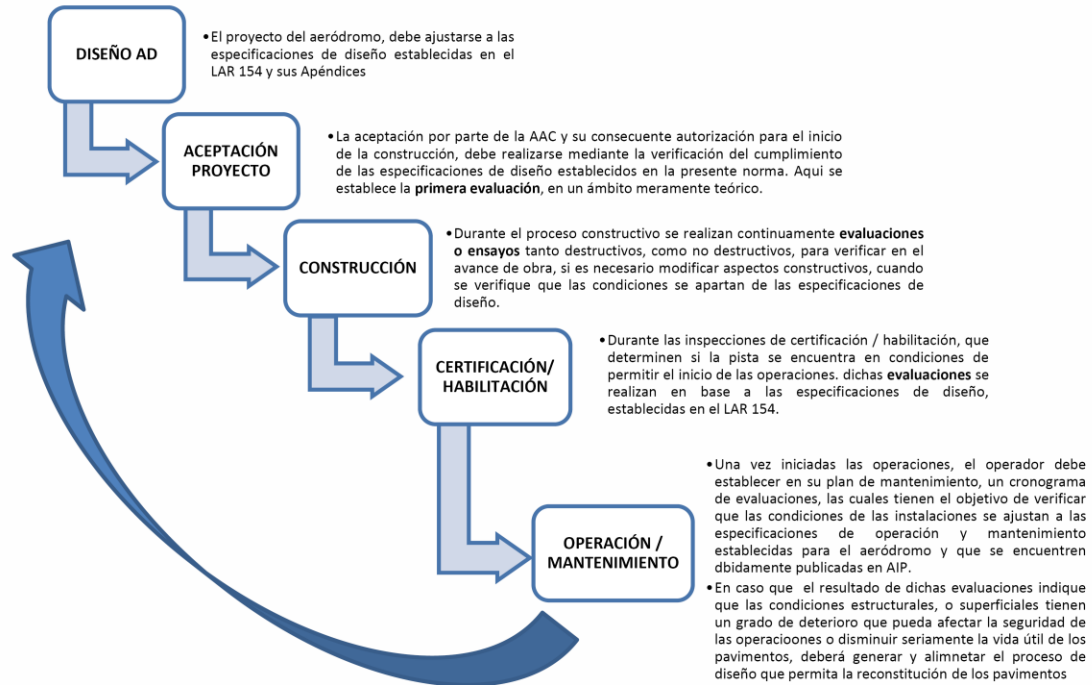 DISEÑO AD
•El proyecto del aeródromo, debe ajustarse a las
especificaciones de diseño establecidas en el
LAR 154 y sus Apéndices
ACEPTACIÓN
PROYECTO
•La aceptación por parte de la AAC y su consecuente autorización para el inicio
de la construcción, debe realizarse mediante la verificación del cumplimiento
de las especificaciones de diseño establecidos en la presente norma. Aqui se
establece la primera evaluación, en un ámbito meramente teórico.
CONSTRUCCIÓN
•Durante el proceso constructivo se realizan continuamente evaluaciones
o ensayos tanto destructivos, como no destructivos, para verificar en el
avance de obra, si es necesario modificar aspectos constructivos, cuando
se verifique que las condiciones se apartan de las especificaciones de
diseño.
CERTIFICACIÓN/
HABILITACIÓN
•Durante las inspecciones de certificación / habilitación, que
determinen si la pista se encuentra en condiciones de
permitir el inicio de las operaciones. dichas evaluaciones se
realizan en base a las especificaciones de diseño,
establecidas en el LAR 154.
OPERACIÓN /
MANTENIMIENTO
•Una vez iniciadas las operaciones, el operador debe
establecer en su plan de mantenimiento, un cronograma
de evaluaciones, las cuales tienen el objetivo de verificar
que las condiciones de las instalaciones se ajustan a las
especificaciones de operación y mantenimiento
establecidas para el aeródromo y que se encuentren
dbidamente publicadas en AIP.
•En caso que el resultado de dichas evaluaciones indique
que las condiciones estructurales, o superficiales tienen
un grado de deterioro que pueda afectar la seguridad de
las operacioones o disminuir seriamente la vida útil de los
pavimentos, deberá generar y alimnetar el proceso de
diseño que permita la reconstitución de los pavimentos